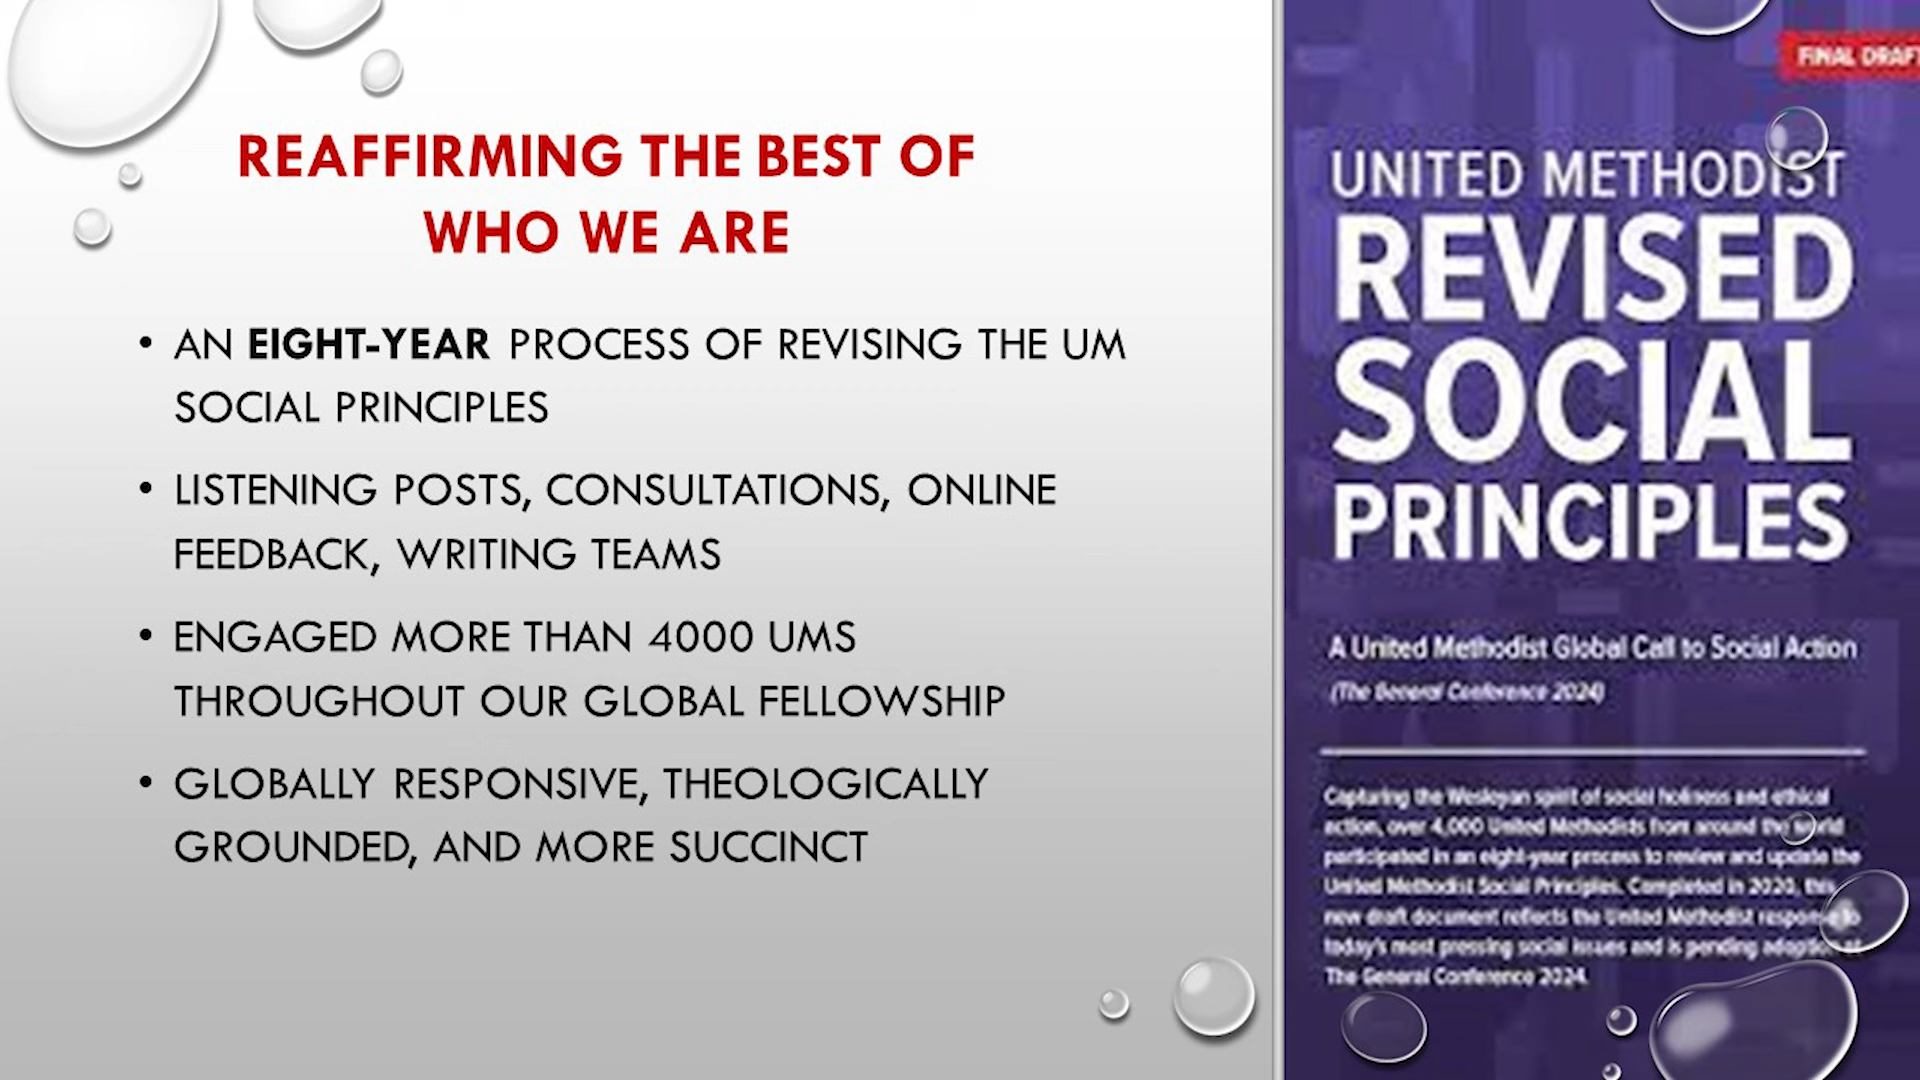 REAFFIRMING THE BEST OF
WHO WE ARE
• AN EIGHT-YEAR PROCESS OF REVISING THE UM
SOCIAL PRINCIPLES
• LISTENING POSTS, CONSULTATIONS, ONLINE
FEEDBACK, WRITING TEAMS
• ENGAGED MORE THAN 4000 UMS
THROUGHOUT OUR GLOBAL FELLOWSHIP
• GLOBALLY RESPONSIVE, THEOLOGICALLY
GROUNDED, AND MORE SUCCINCT
FINAL DRAFT
UNITED METHODIST
REVISED
SOCIAL
PRINCIPLES
A United Methodist Global Call to Social Action
(The General Conference 2024)
Capturing the Wesleyan spirit of social holiness and ethical
action, over 4,000 United Methodists from around the world
participated in an eight-year process to review and update the
United Methodist Social Principles. Completed in 2020, this
new draft document reflects the United Methodist response to
today's most pressing social issues and is pending adoption at
The General Conference 2024.